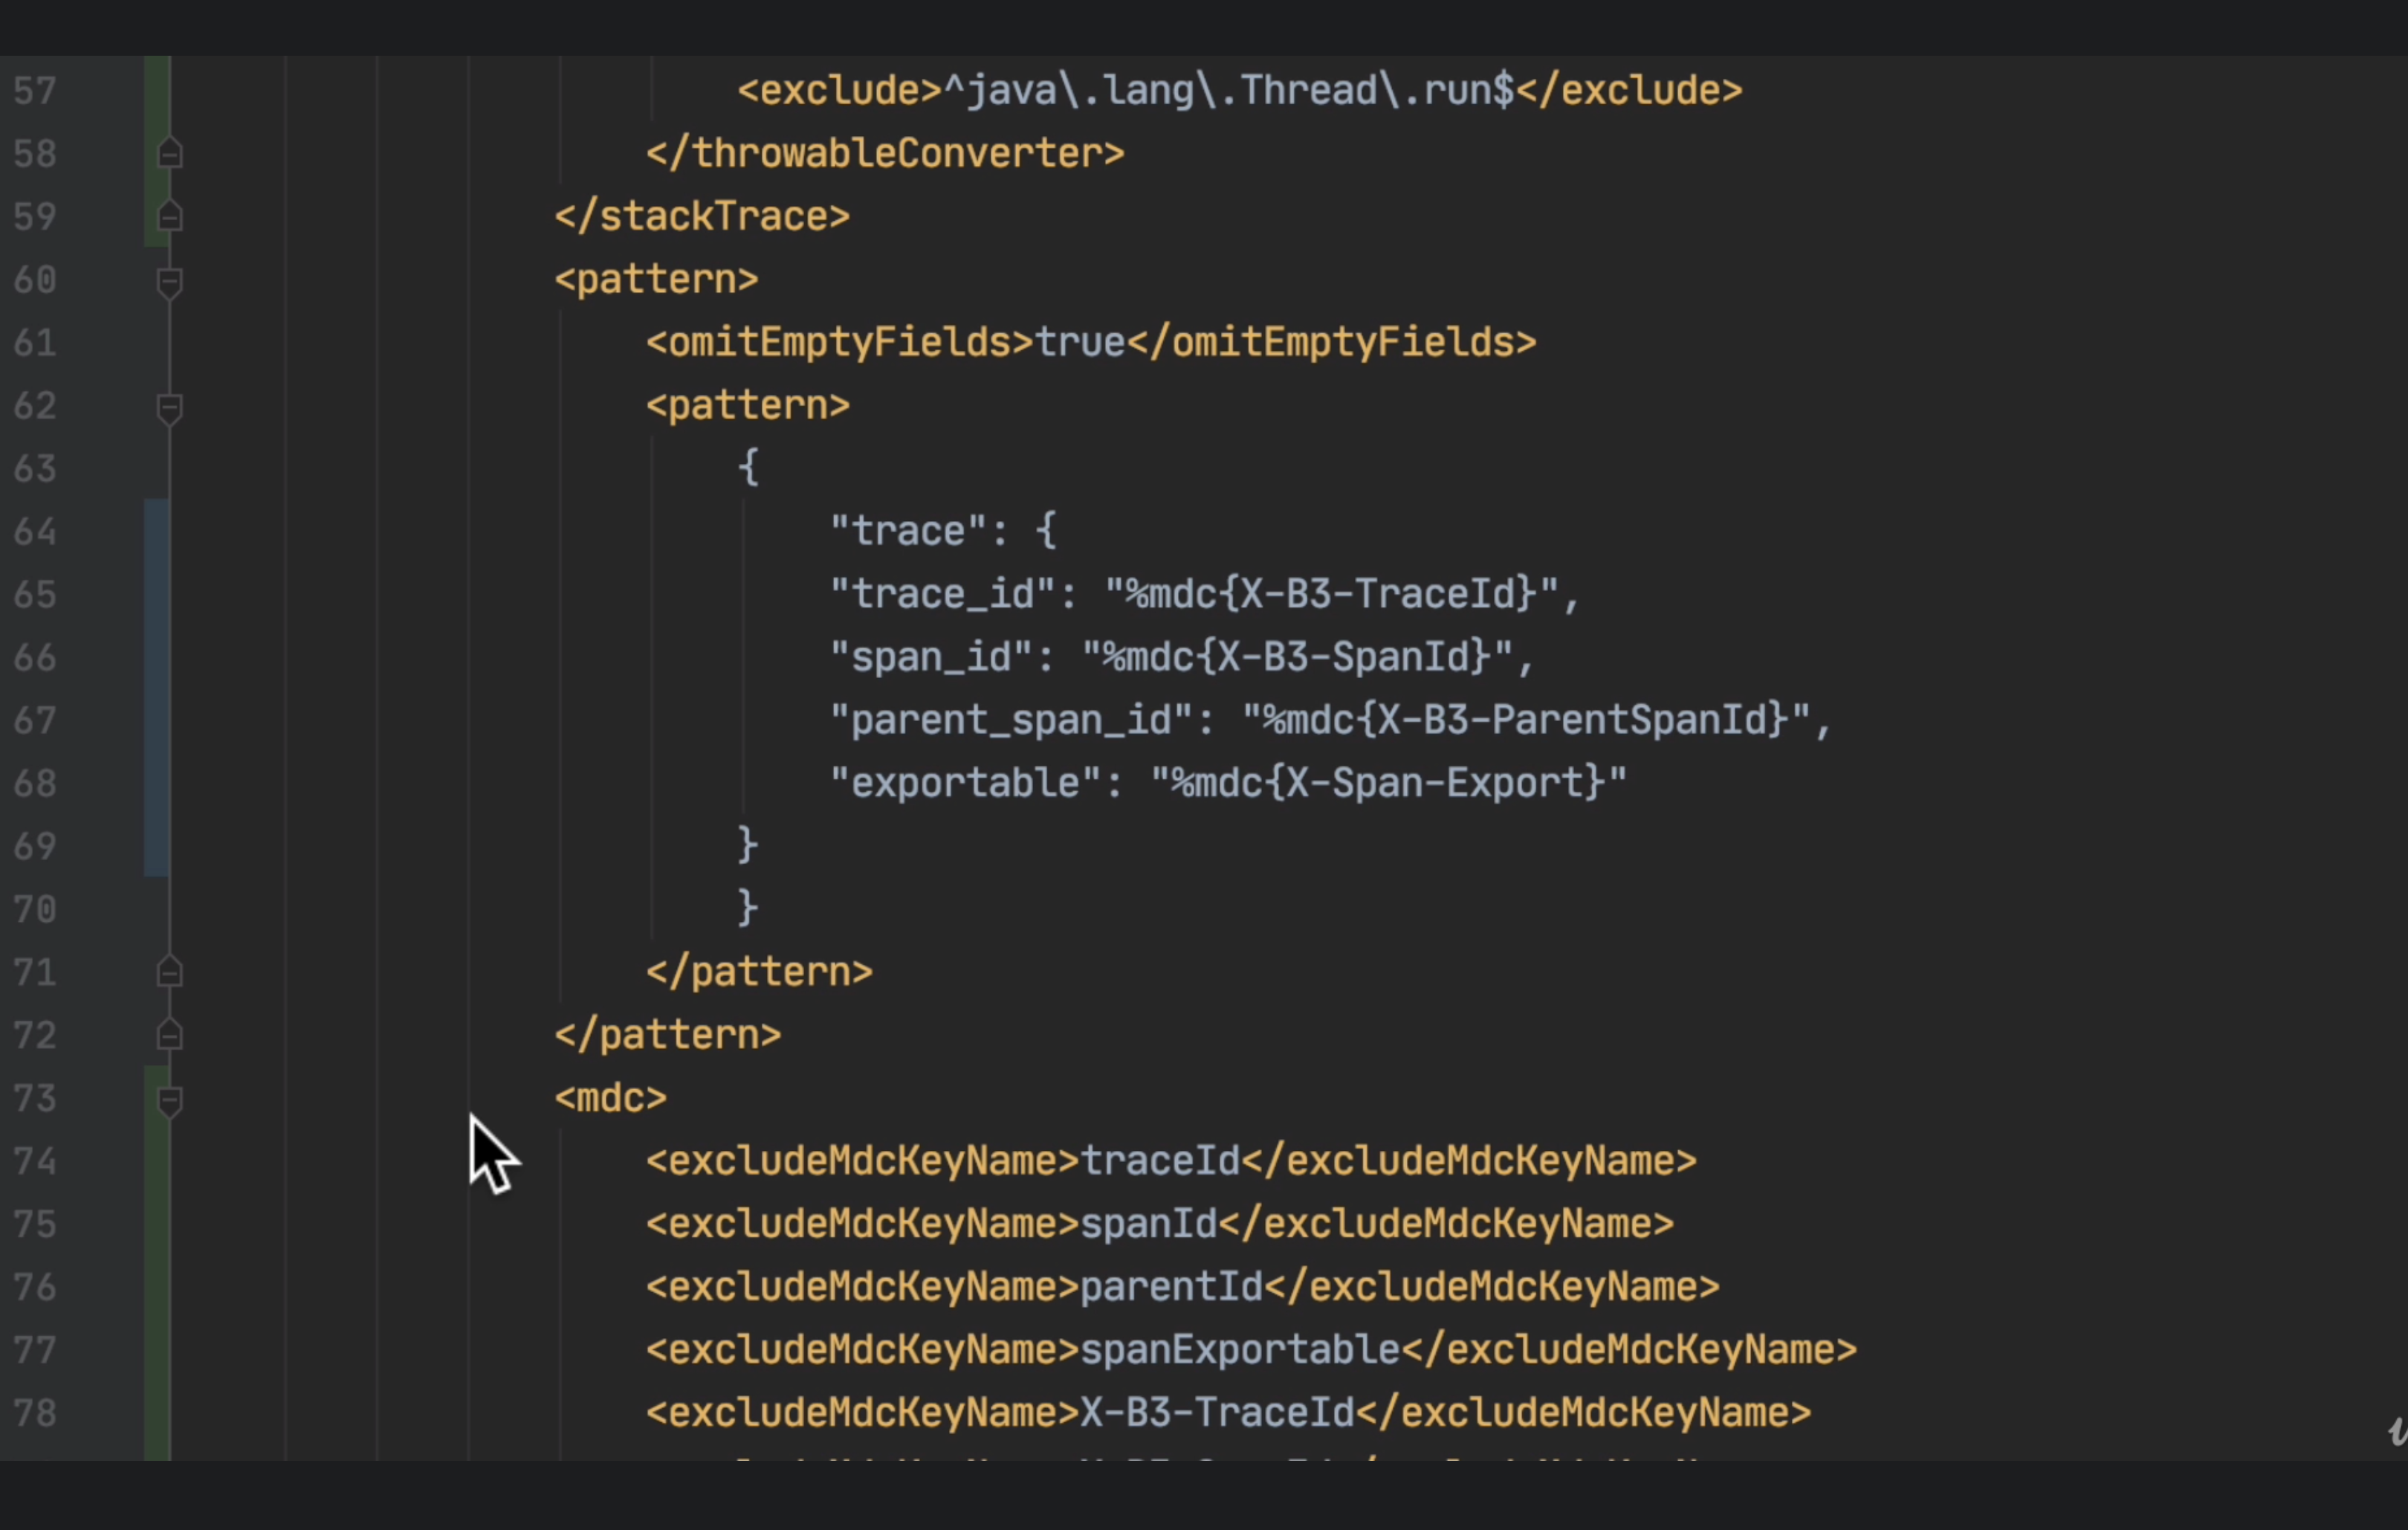 57 <exclude>^java\.lang\.Thread\.run$</exclude>
58 </throwableConverter>
59 </stackTrace>
60 <pattern>
61 <omitEmptyFields>true</omitEmptyFields>
62 <pattern>
63 {
64 "trace": {
65 "trace_id": "%mdc{X-B3-TraceId}",
66 "span_id": "%mdc{X-B3-SpanId}",
67 "parent_span_id": "%mdc{X-B3-ParentSpanId}",
68 "exportable": "%mdc{X-Span-Export}"
69 }
70 }
71 </pattern>
72 </pattern>
73 <mdc>
74 <excludeMdcKeyName>traceId</excludeMdcKeyName>
75 <excludeMdcKeyName>spanId</excludeMdcKeyName>
76 <excludeMdcKeyName>parentId</excludeMdcKeyName>
77 <excludeMdcKeyName>spanExportable</excludeMdcKeyName>
78 <excludeMdcKeyName>X-B3-TraceId</excludeMdcKeyName>